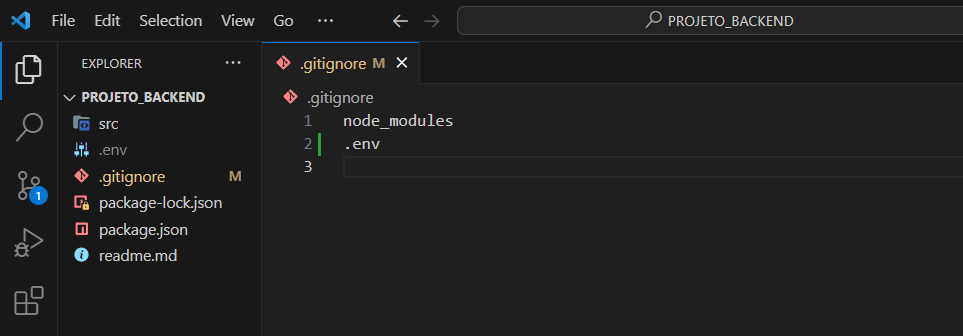 File Edit Selection View Go ··· PROJETO_BACKEND
EXPLORER ···
PROJETO_BACKEND
src
.env
.gitignore M
package-lock.json
package.json
readme.md
1
.gitignore M
.gitignore
1 node_modules
2 .env
3